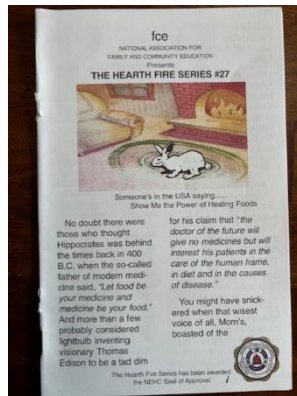 fce
NATIONAL ASSOCIATION FOR
FAMILY AND COMMUNITY EDUCATION
Presents
THE HEARTH FIRE SERIES #27
Someone's in the USA saying......
Show Me the Power of Healing Foods
No doubt there were
those who thought
Hippocrates was behind
the times back in 400
B.C. when the so-called
father of modern medi-
cine said, "Let food be
your medicine and
medicine be your food."
And more than a few
probably considered
lightbulb inventing
visionary Thomas
Edison to be a tad dim
for his claim that "the
doctor of the future will
give no medicines but will
interest his patients in the
care of the human frame,
in diet and in the causes
of disease."
You might have snick-
ered when that wisest
voice of all, Mom's,
boasted of the
The Hearth Fire Series has been awarded
the NEHC Seal of Approval